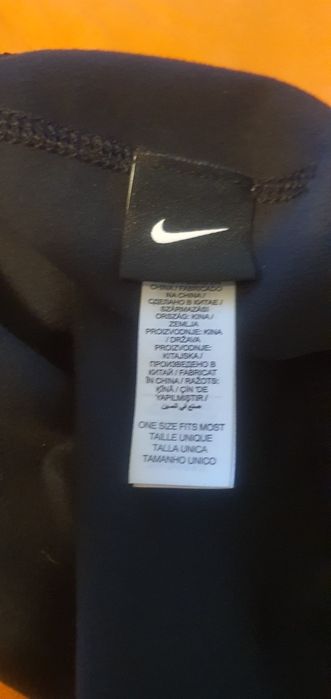 CHINA / FABRICADO
NA CHINA /
СДЕЛАНО В КИТАЕ /
SZÁRMAZÁSI
ORSZÁG: KÍNA /
ZEMLJA
PROIZVODNJE: KINA
/ DRŽAVA
PROIZVODNJE:
KITAJSKA /
ПРОИЗВЕДЕНО В
КИТАЙ / FABRICAT
ÎN CHINA / RAŽOTS:
ĶĪNĀ / ÇİN 'DE
YAPILMIŞTIR /
صنع في الصين
ONE SIZE FITS MOST
TAILLE UNIQUE
TALLA UNICA
TAMANHO UNICO